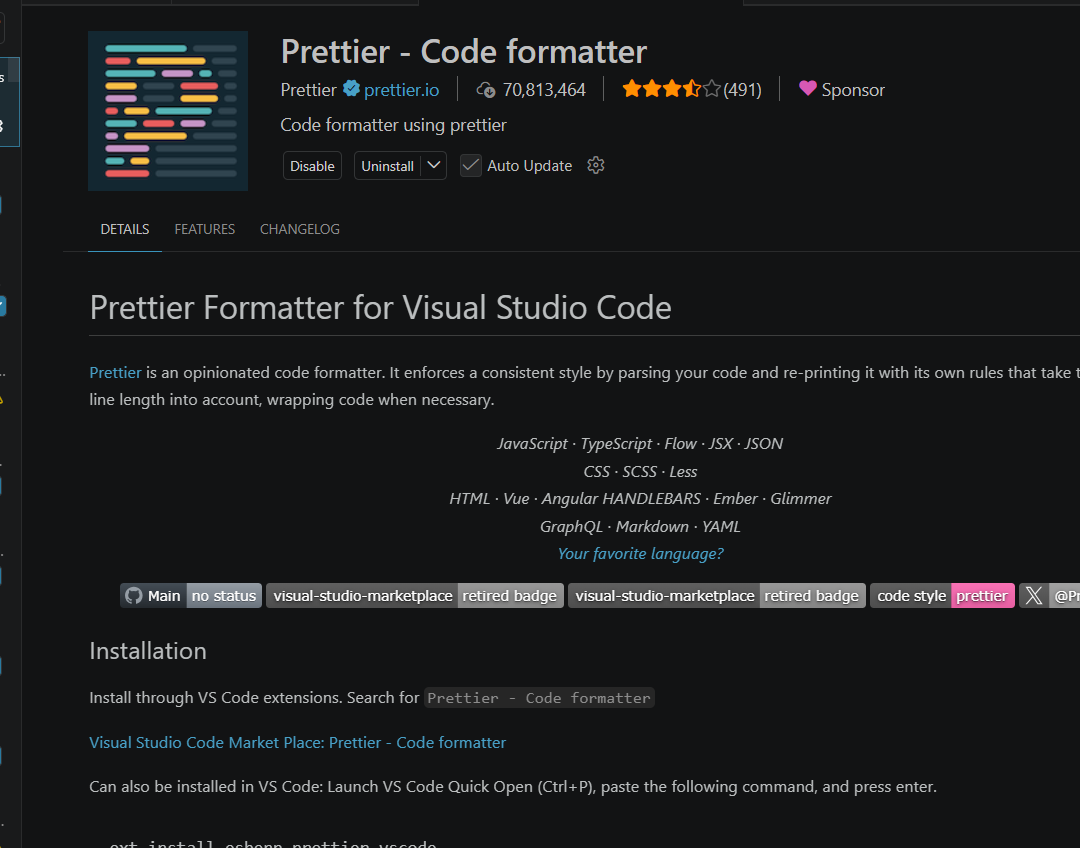 Prettier - Code formatter
Prettier prettier.io 70,813,464 (491) Sponsor
Code formatter using prettier
Disable Uninstall Auto Update
DETAILS FEATURES CHANGELOG
Prettier Formatter for Visual Studio Code
Prettier is an opinionated code formatter. It enforces a consistent style by parsing your code and re-printing it with its own rules that take
line length into account, wrapping code when necessary.
JavaScript · TypeScript · Flow · JSX · JSON
CSS · SCSS · Less
HTML · Vue · Angular HANDLEBARS · Ember · Glimmer
GraphQL · Markdown · YAML
Your favorite language?
Main no status visual-studio-marketplace retired badge visual-studio-marketplace retired badge code style prettier
Installation
Install through VS Code extensions. Search for Prettier - Code formatter
Visual Studio Code Market Place: Prettier - Code formatter
Can also be installed in VS Code: Launch VS Code Quick Open (Ctrl+P), paste the following command, and press enter.
ext install esbenp.prettier-vscode